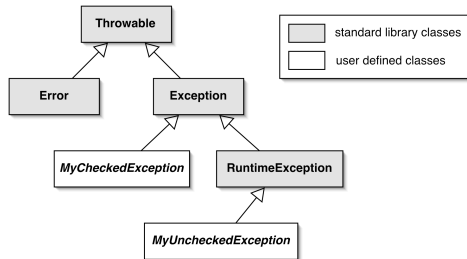 Throwable
standard library classes
user defined classes
Error
Exception
MyCheckedException
RuntimeException
MyUncheckedException